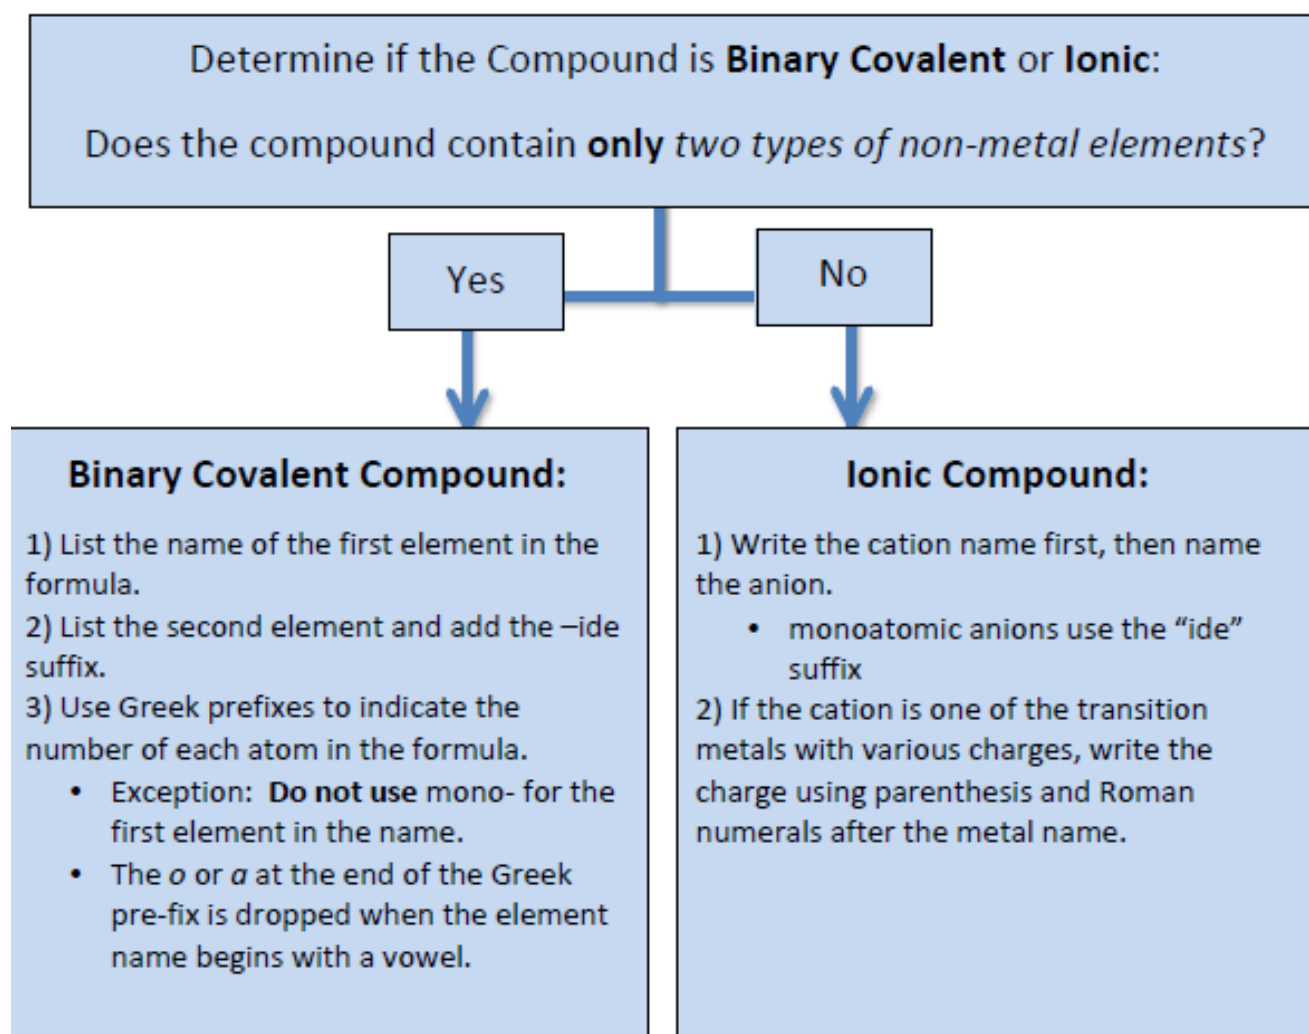 Determine if the Compound is Binary Covalent or Ionic:
Does the compound contain only two types of non-metal elements?
Yes
No
Binary Covalent Compound:
1) List the name of the first element in the
formula.
2) List the second element and add the –ide
suffix.
3) Use Greek prefixes to indicate the
number of each atom in the formula.
• Exception: Do not use mono- for the
first element in the name.
• The o or a at the end of the Greek
pre-fix is dropped when the element
name begins with a vowel.
Ionic Compound:
1) Write the cation name first, then name
the anion.
• monoatomic anions use the “ide”
suffix
2) If the cation is one of the transition
metals with various charges, write the
charge using parenthesis and Roman
numerals after the metal name.